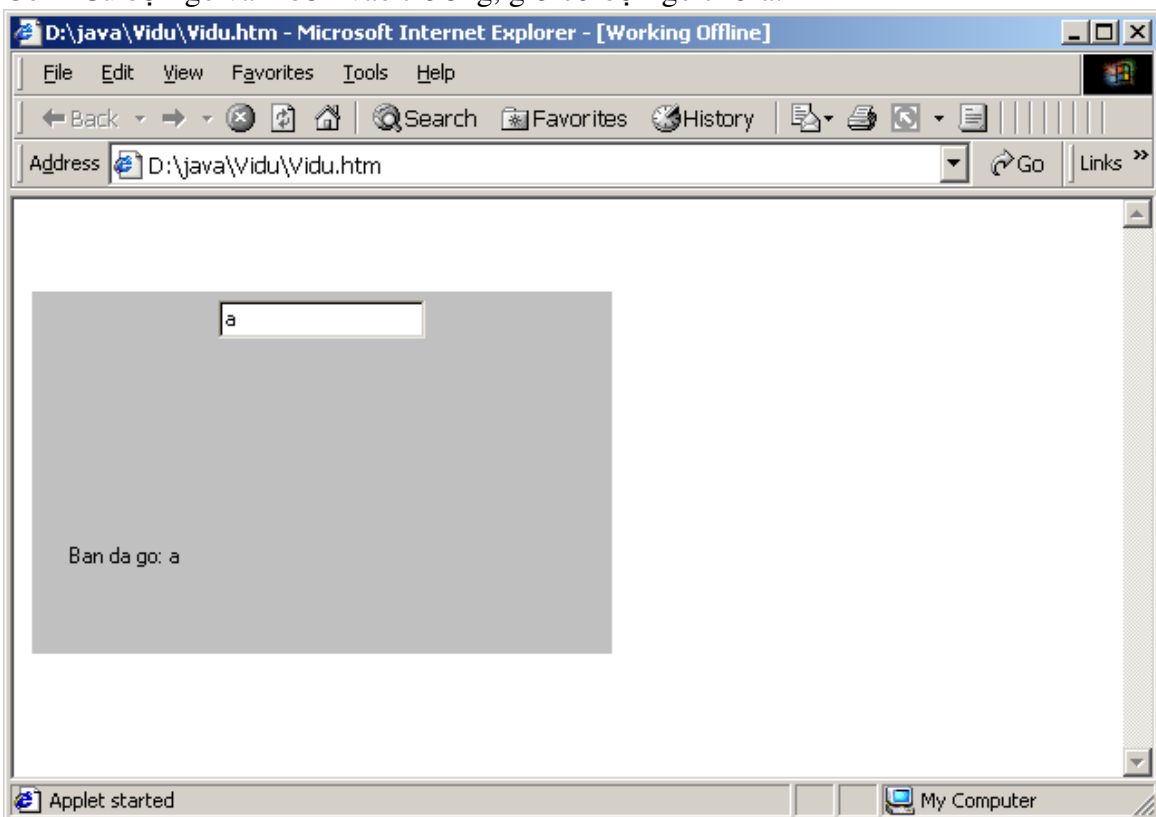 D:\java\Vidu\Vidu.htm - Microsoft Internet Explorer - [Working Offline]
File Edit View Favorites Tools Help
Back Search Favorites History
Address D:\java\Vidu\Vidu.htm Go Links »
a
Ban da go: a
Applet started My Computer